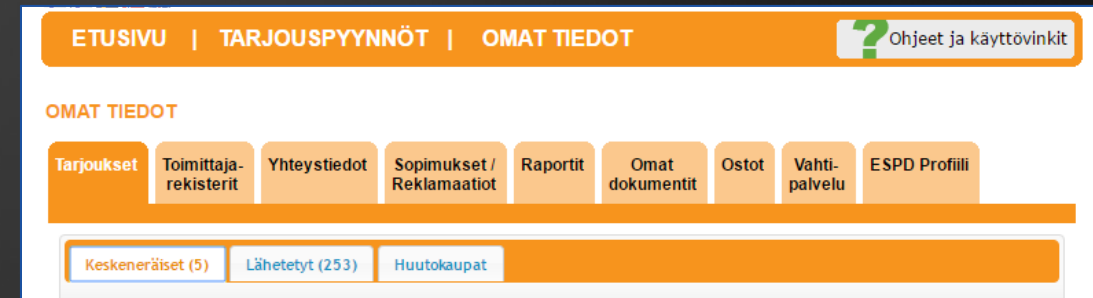 ETUSIVU | TARJOUSPYYNNÖT | OMAT TIEDOT
? Ohjeet ja käyttövinkit
OMAT TIEDOT
Tarjoukset
Toimittaja-
rekisterit
Yhteystiedot
Sopimukset /
Reklamaatiot
Raportit
Omat
dokumentit
Ostot
Vahti-
palvelu
ESPD Profiili
Keskeneräiset (5)
Lähetetyt (253)
Huutokaupat